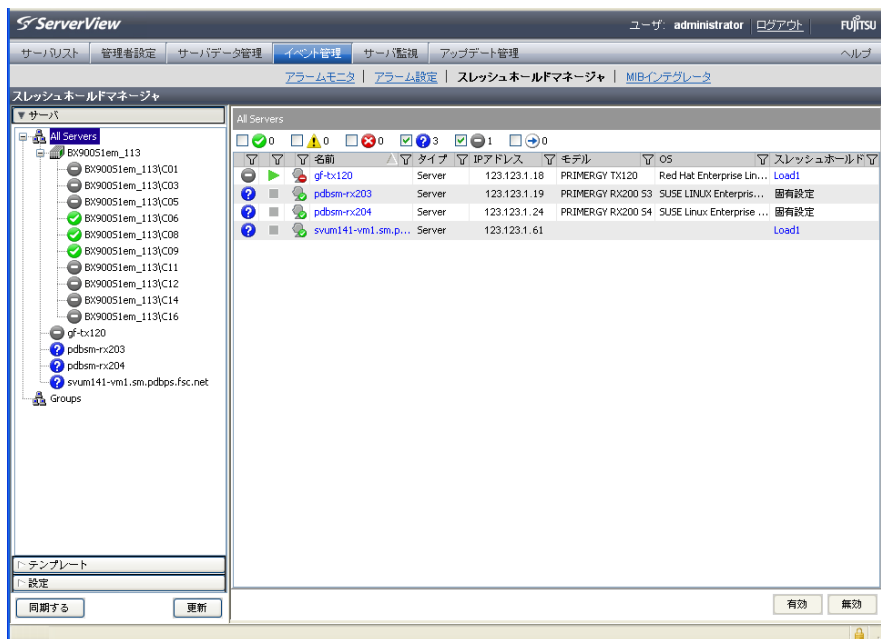 ServerView
ユーザ: administrator ログアウト FUJITSU
サーバリスト 管理者設定 サーバデータ管理 イベント管理 サーバ監視 アップデート管理 ヘルプ
アラームモニタ | アラーム設定 | スレッシュホールドマネージャ | MIBインテグレータ
スレッシュホールドマネージャ
サーバ
All Servers
BX900S1em_113
BX900S1em_113\C01
BX900S1em_113\C03
BX900S1em_113\C05
BX900S1em_113\C06
BX900S1em_113\C08
BX900S1em_113\C09
BX900S1em_113\C11
BX900S1em_113\C12
BX900S1em_113\C14
BX900S1em_113\C16
gf-tx120
pdbsm-rx203
pdbsm-rx204
svum141-vm1.sm.pdbps.fsc.net
Groups
テンプレート
設定
同期する 更新
All Servers
0 0 0 3 1 0
名前 タイプ IPアドレス モデル OS スレッシュホールド
gf-tx120 Server 123.123.1.18 PRIMERGY TX120 Red Hat Enterprise Lin... Load1
pdbsm-rx203 Server 123.123.1.19 PRIMERGY RX200 S3 SUSE LINUX Enterpris... 固有設定
pdbsm-rx204 Server 123.123.1.24 PRIMERGY RX200 S4 SUSE Linux Enterprise ... 固有設定
svum141-vm1.sm.p... Server 123.123.1.61 Load1
有効 無効